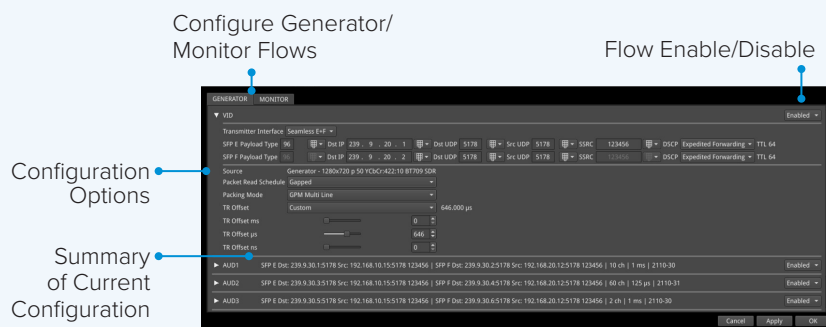 Configure Generator/
Monitor Flows
Flow Enable/Disable
GENERATOR MONITOR
VID Enabled
Transmitter Interface Seamless E+F
SFP E Payload Type 96 Dst IP 239 . 9 . 20 . 1 Dst UDP 5178 Src UDP 5178 SSRC 123456 DSCP Expedited Forwarding TTL 64
SFP F Payload Type 96 Dst IP 239 . 9 . 20 . 2 Dst UDP 5178 Src UDP 5178 SSRC 123456 DSCP Expedited Forwarding TTL 64
Configuration
Options
Source Generator - 1280x720 p 50 YCbCr:422:10 BT709 SDR
Packet Read Schedule Gapped
Packing Mode GPM Multi Line
TR Offset Custom 646.000 µs
TR Offset ms 0
TR Offset µs 646
TR Offset ns 0
Summary
of Current
Configuration
AUD1 SFP E Dst: 239.9.30.1:5178 Src: 192.168.10.15:5178 123456 | SFP F Dst: 239.9.30.2:5178 Src: 192.168.20.12:5178 123456 | 10 ch | 1 ms | 2110-30 Enabled
AUD2 SFP E Dst: 239.9.30.3:5178 Src: 192.168.10.15:5178 123456 | SFP F Dst: 239.9.30.4:5178 Src: 192.168.20.12:5178 123456 | 60 ch | 125 µs | 2110-31 Enabled
AUD3 SFP E Dst: 239.9.30.5:5178 Src: 192.168.10.15:5178 123456 | SFP F Dst: 239.9.30.6:5178 Src: 192.168.20.12:5178 123456 | 2 ch | 1 ms | 2110-30 Enabled
Cancel Apply OK